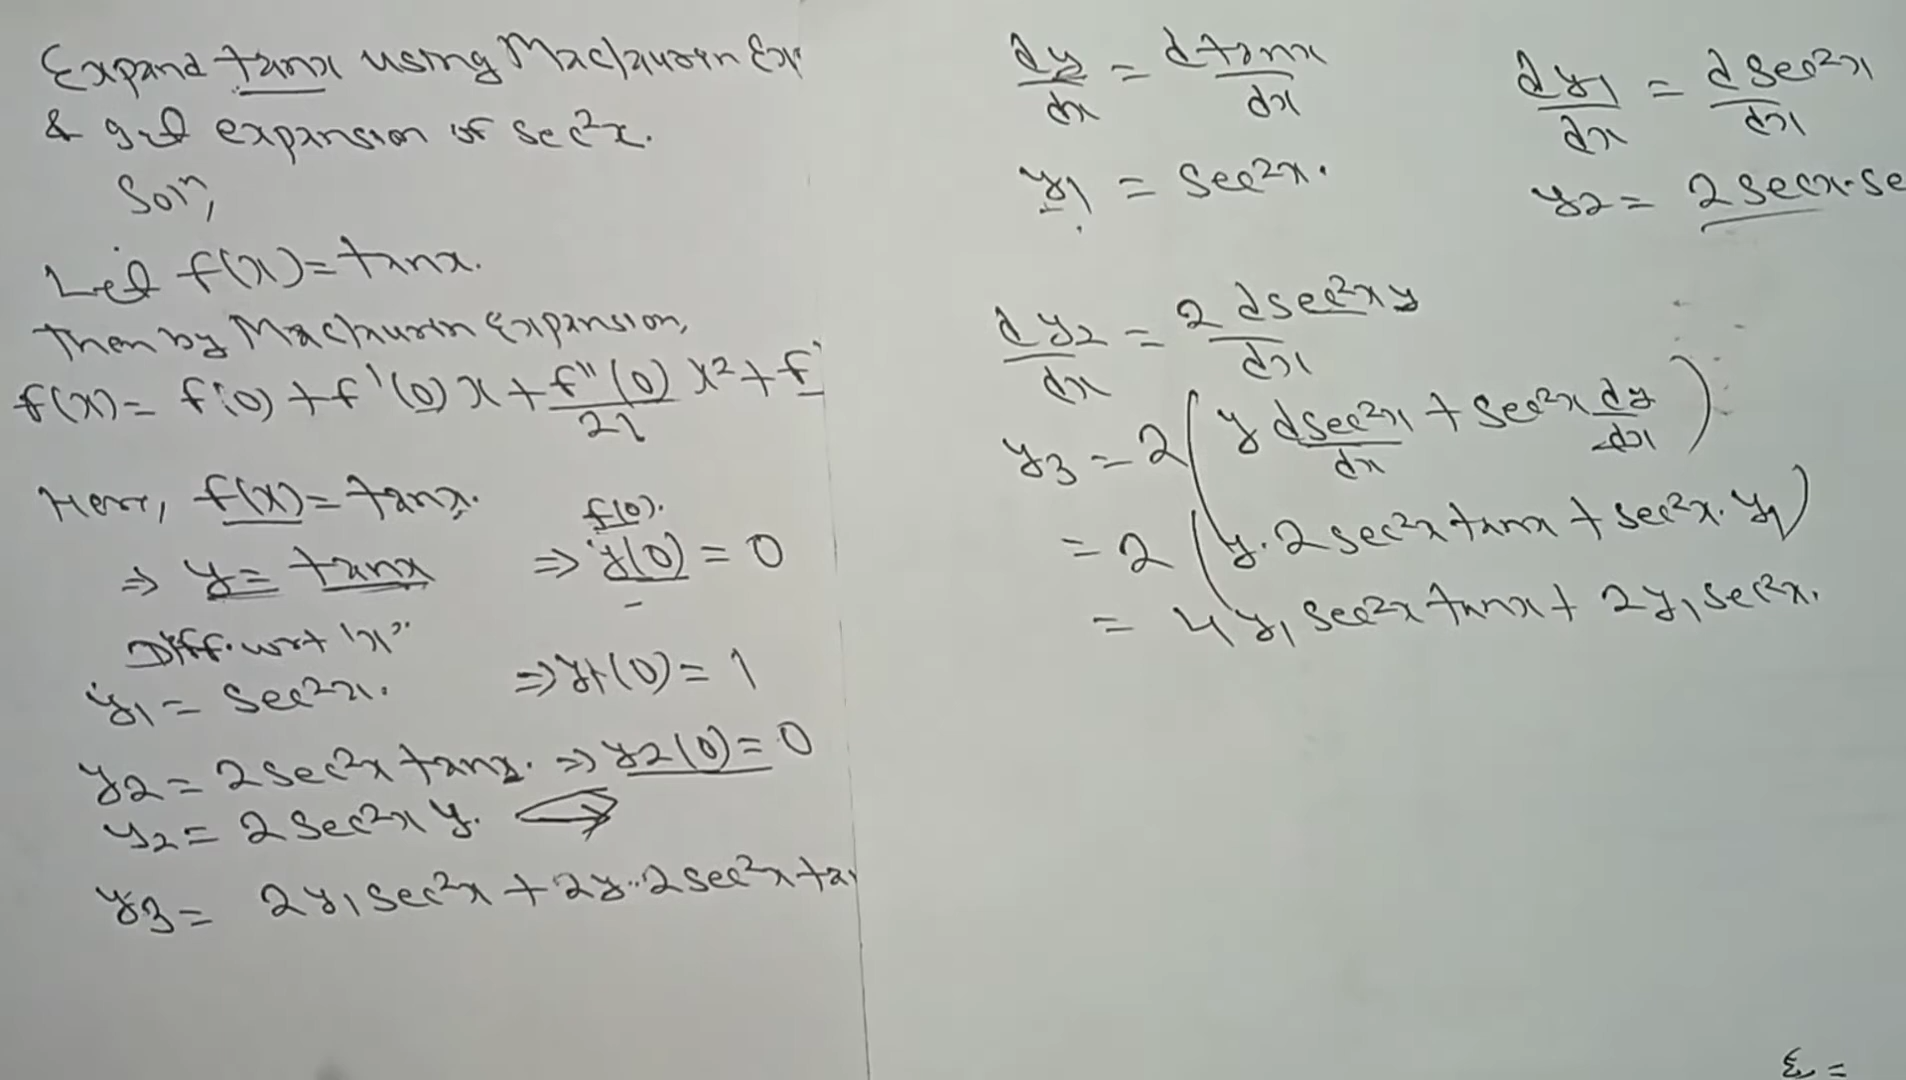 Expand tanx using Maclaurin Exp
& get expansion of sec²x.
Solⁿ,
Let f(x)=tanx.
Then by Maclaurin Expansion,
f(x)= f(0)+f'(0)x+f''(0)/2! x²+f'
Here, f(x)=tanx.
f(0).
⇒ y= tanx ⇒ y(0)=0
Diff. wrt 'x'
y₁= sec²x. ⇒y₁(0)=1
y₂=2sec²x tanx. ⇒ y₂(0)=0
y₂= 2sec²x y. ⇒
y₃= 2y₁sec²x+2y.2sec²x ta
dy/dx = d tanx/dx
y₁ = sec²x.
dy₁/dx = d sec²x/dx
y₂= 2secx.se
dy₂/dx = 2 dsec²x y/dx
y₃=2(y dsec²x/dx + sec²x dy/dx)
=2(y.2sec²x tanx + sec²x. y₁)
= 4y₁sec²x tanx+ 2y₁sec²x.